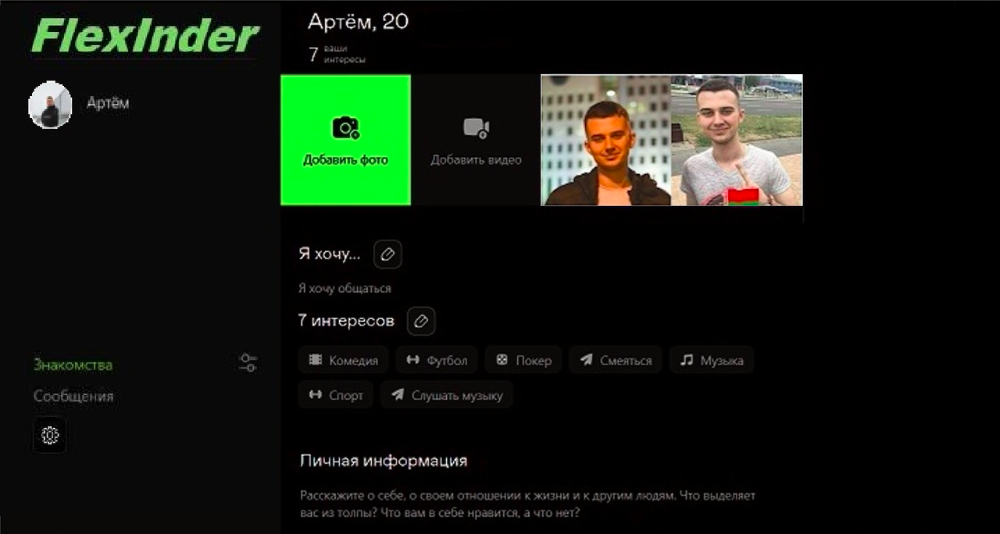 FlexInder
Артём
Знакомства
Сообщения
Артём, 20
7 ваши
интересы
Добавить фото
Добавить видео
Я хочу...
Я хочу общаться
7 интересов
Комедия Футбол Покер Смеяться Музыка
Спорт Слушать музыку
Личная информация
Расскажите о себе, о своем отношении к жизни и к другим людям. Что выделяет
вас из толпы? Что вам в себе нравится, а что нет?